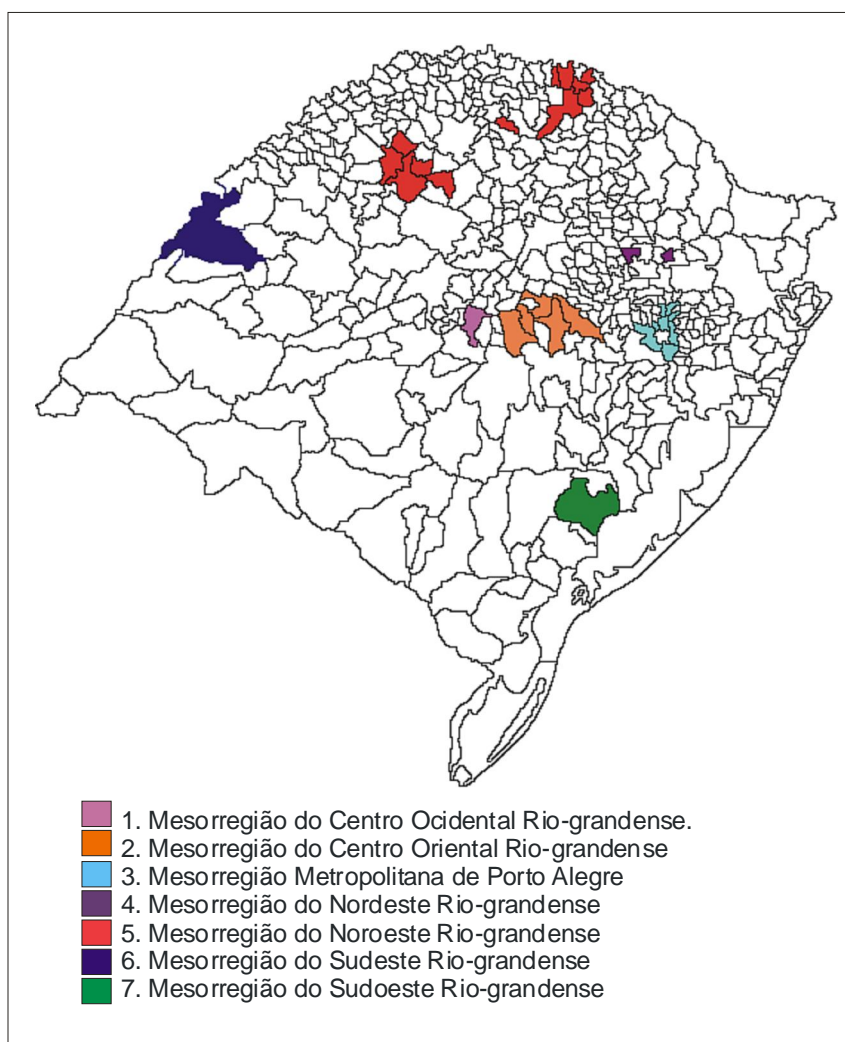 1. Mesorregião do Centro Ocidental Rio-grandense.
2. Mesorregião do Centro Oriental Rio-grandense
3. Mesorregião Metropolitana de Porto Alegre
4. Mesorregião do Nordeste Rio-grandense
5. Mesorregião do Noroeste Rio-grandense
6. Mesorregião do Sudeste Rio-grandense
7. Mesorregião do Sudoeste Rio-grandense